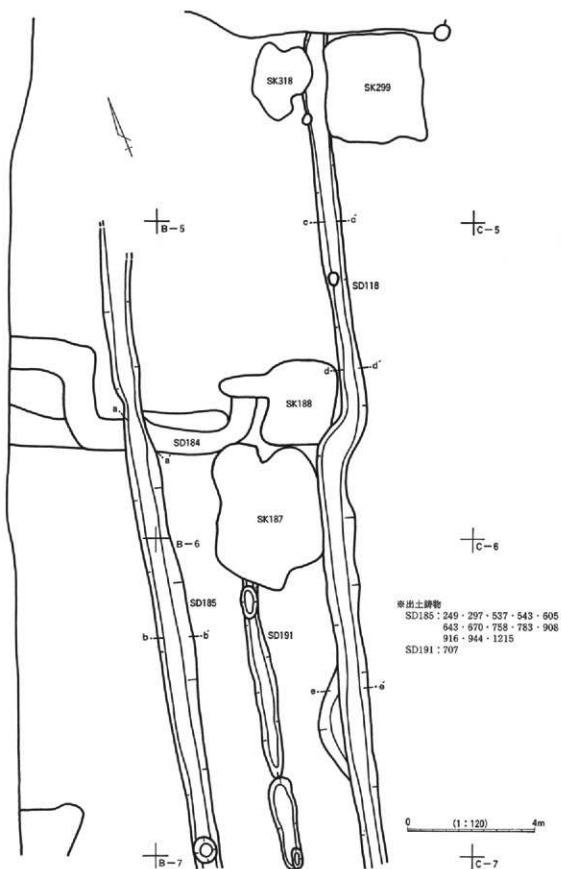 SK318
SK299
c
c'
B-5
C-5
SD118
d
d'
SK188
a
a'
SD184
SK187
B-6
C-6
SD185
SD191
b
b'
※出土鋳物
SD185：249・297・537・543・605
643・670・758・783・908
916・944・1215
SD191：707
e
e'
0 (1:120) 4m
B-7
C-7